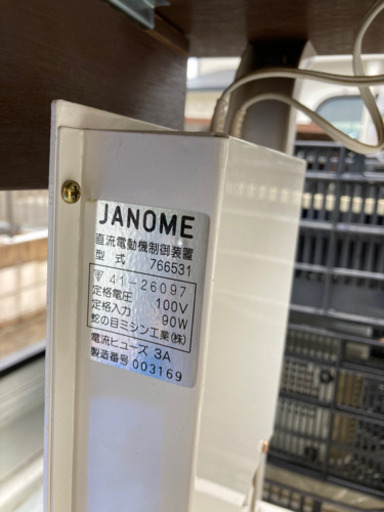 JANOME
直流電動機制御装置
型 式 766531
41-26097
定格電圧 100V
定格入力 90W
蛇の目ミシン工業(株)
電流ヒューズ 3A
製造番号 003169